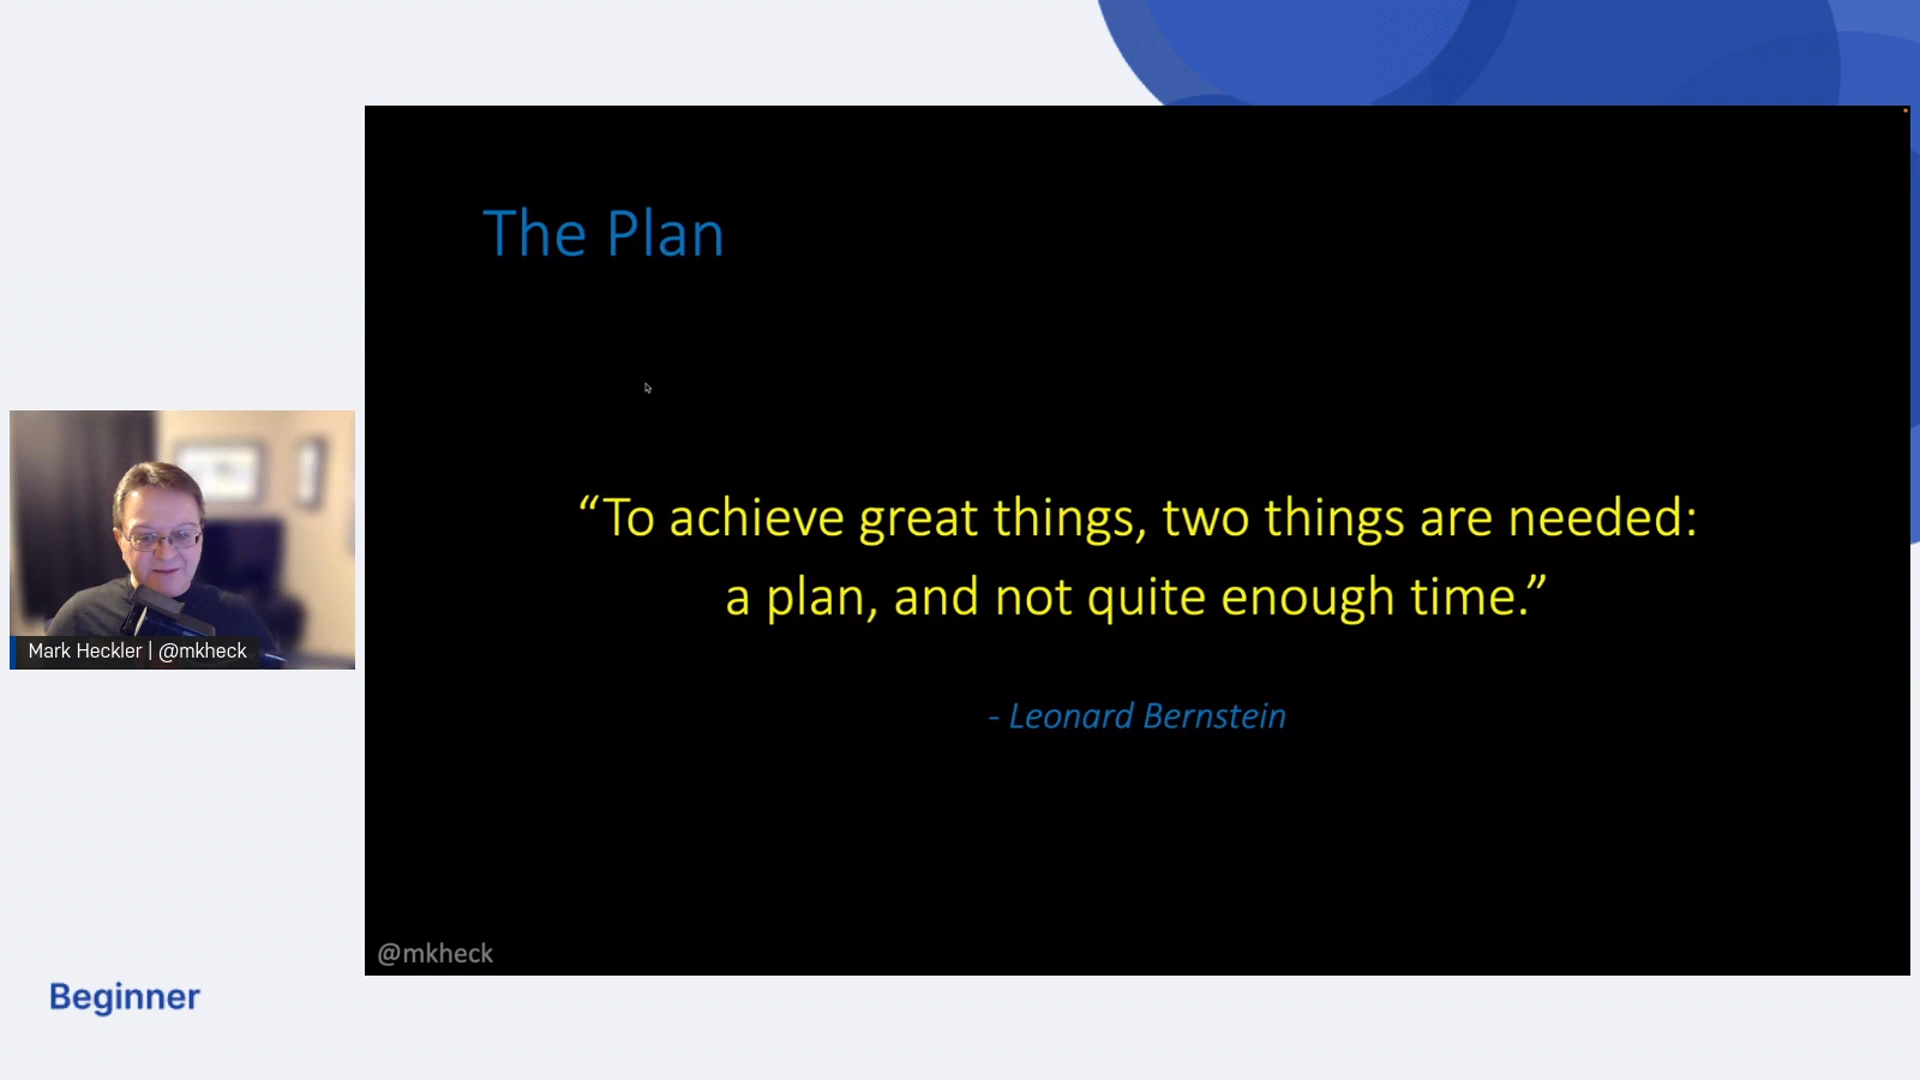 The Plan
“To achieve great things, two things are needed:
a plan, and not quite enough time.”
- Leonard Bernstein
Mark Heckler | @mkheck
@mkheck
Beginner